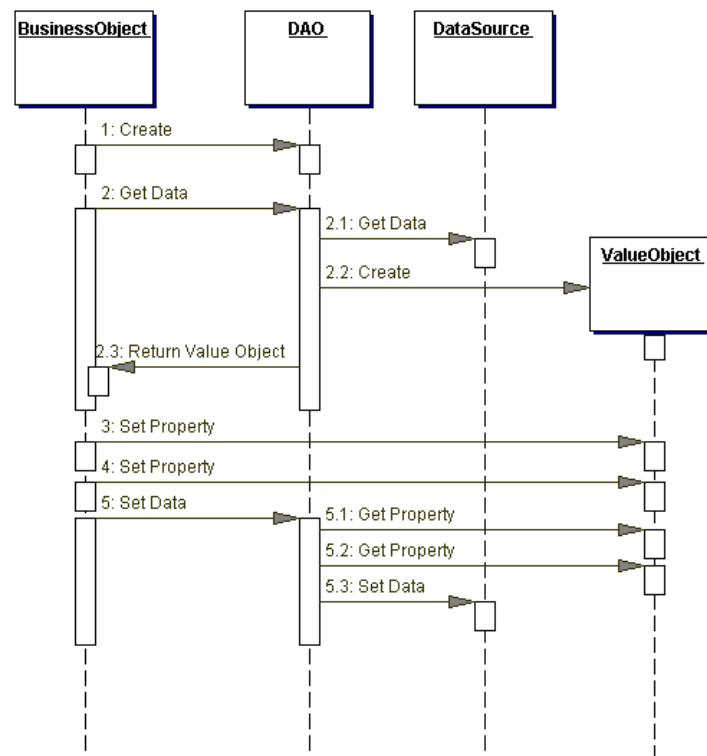 BusinessObject
DAO
DataSource
1: Create
2: Get Data
2.1: Get Data
ValueObject
2.2: Create
2.3: Return Value Object
3: Set Property
4: Set Property
5: Set Data
5.1: Get Property
5.2: Get Property
5.3: Set Data